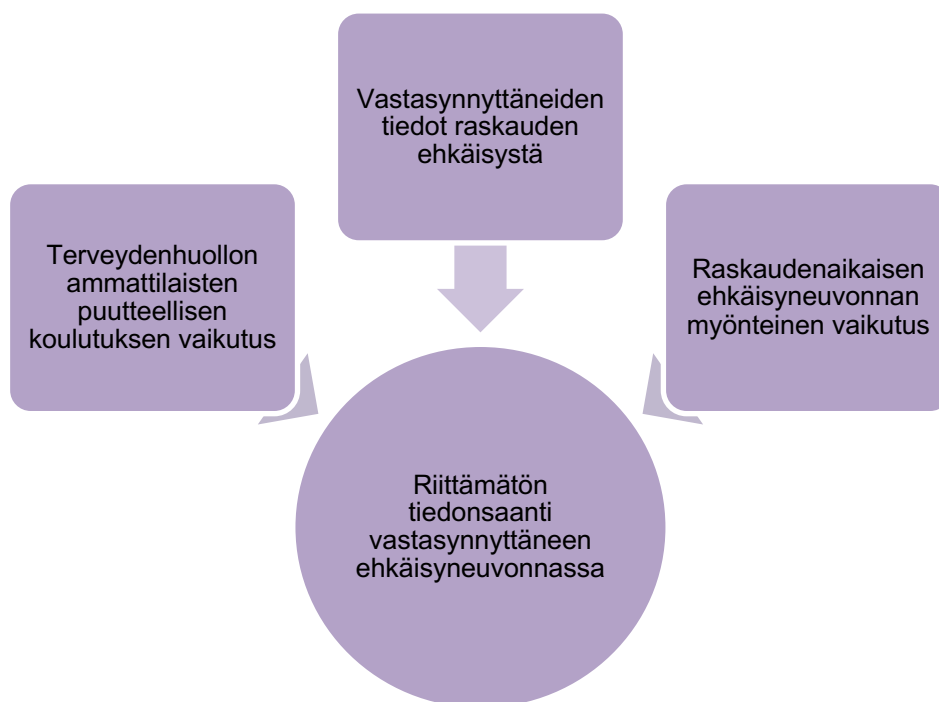 Vastasynnyttäneiden
tiedot raskauden
ehkäisystä
Terveydenhuollon
ammattilaisten
puutteellisen
koulutuksen vaikutus
Raskaudenaikaisen
ehkäisyneuvonnan
myönteinen vaikutus
Riittämätön
tiedonsaanti
vastasynnyttäneen
ehkäisyneuvonnassa